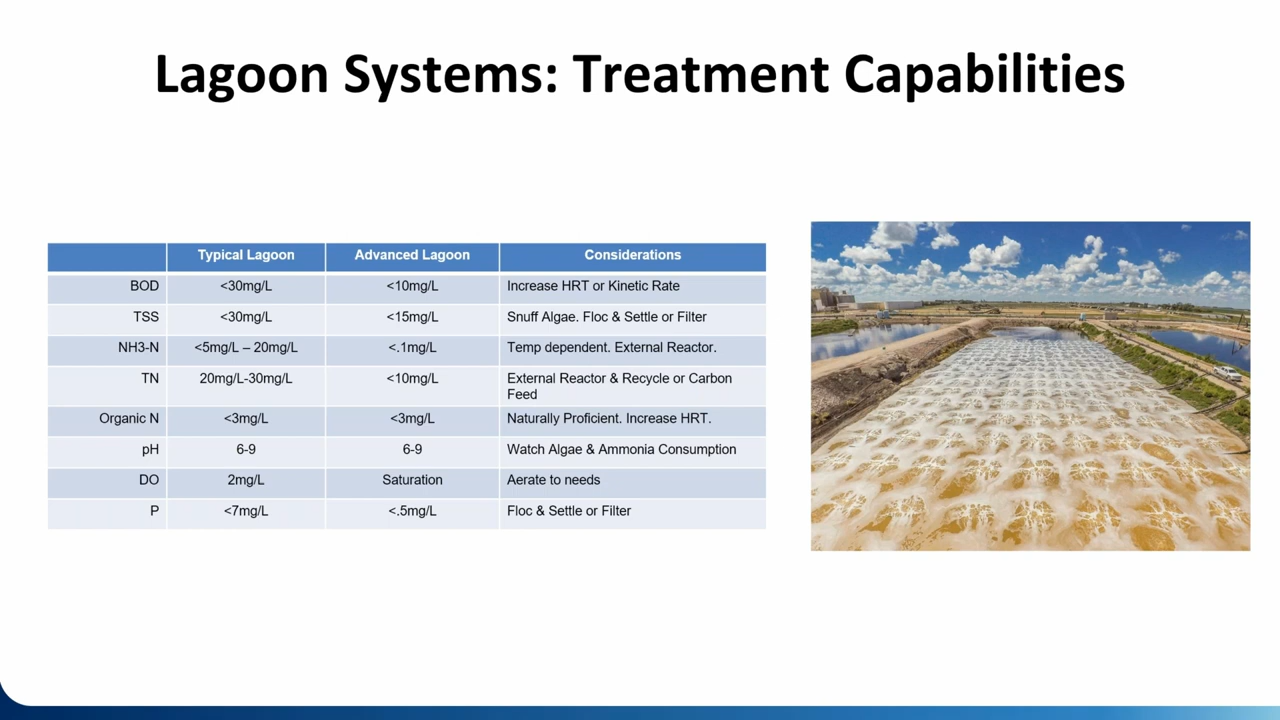 Lagoon Systems: Treatment Capabilities
Typical Lagoon Advanced Lagoon Considerations
BOD <30mg/L <10mg/L Increase HRT or Kinetic Rate
TSS <30mg/L <15mg/L Snuff Algae. Floc & Settle or Filter
NH3-N <5mg/L – 20mg/L <.1mg/L Temp dependent. External Reactor.
TN 20mg/L-30mg/L <10mg/L External Reactor & Recycle or Carbon
Feed
Organic N <3mg/L <3mg/L Naturally Proficient. Increase HRT.
pH 6-9 6-9 Watch Algae & Ammonia Consumption
DO 2mg/L Saturation Aerate to needs
P <7mg/L <.5mg/L Floc & Settle or Filter